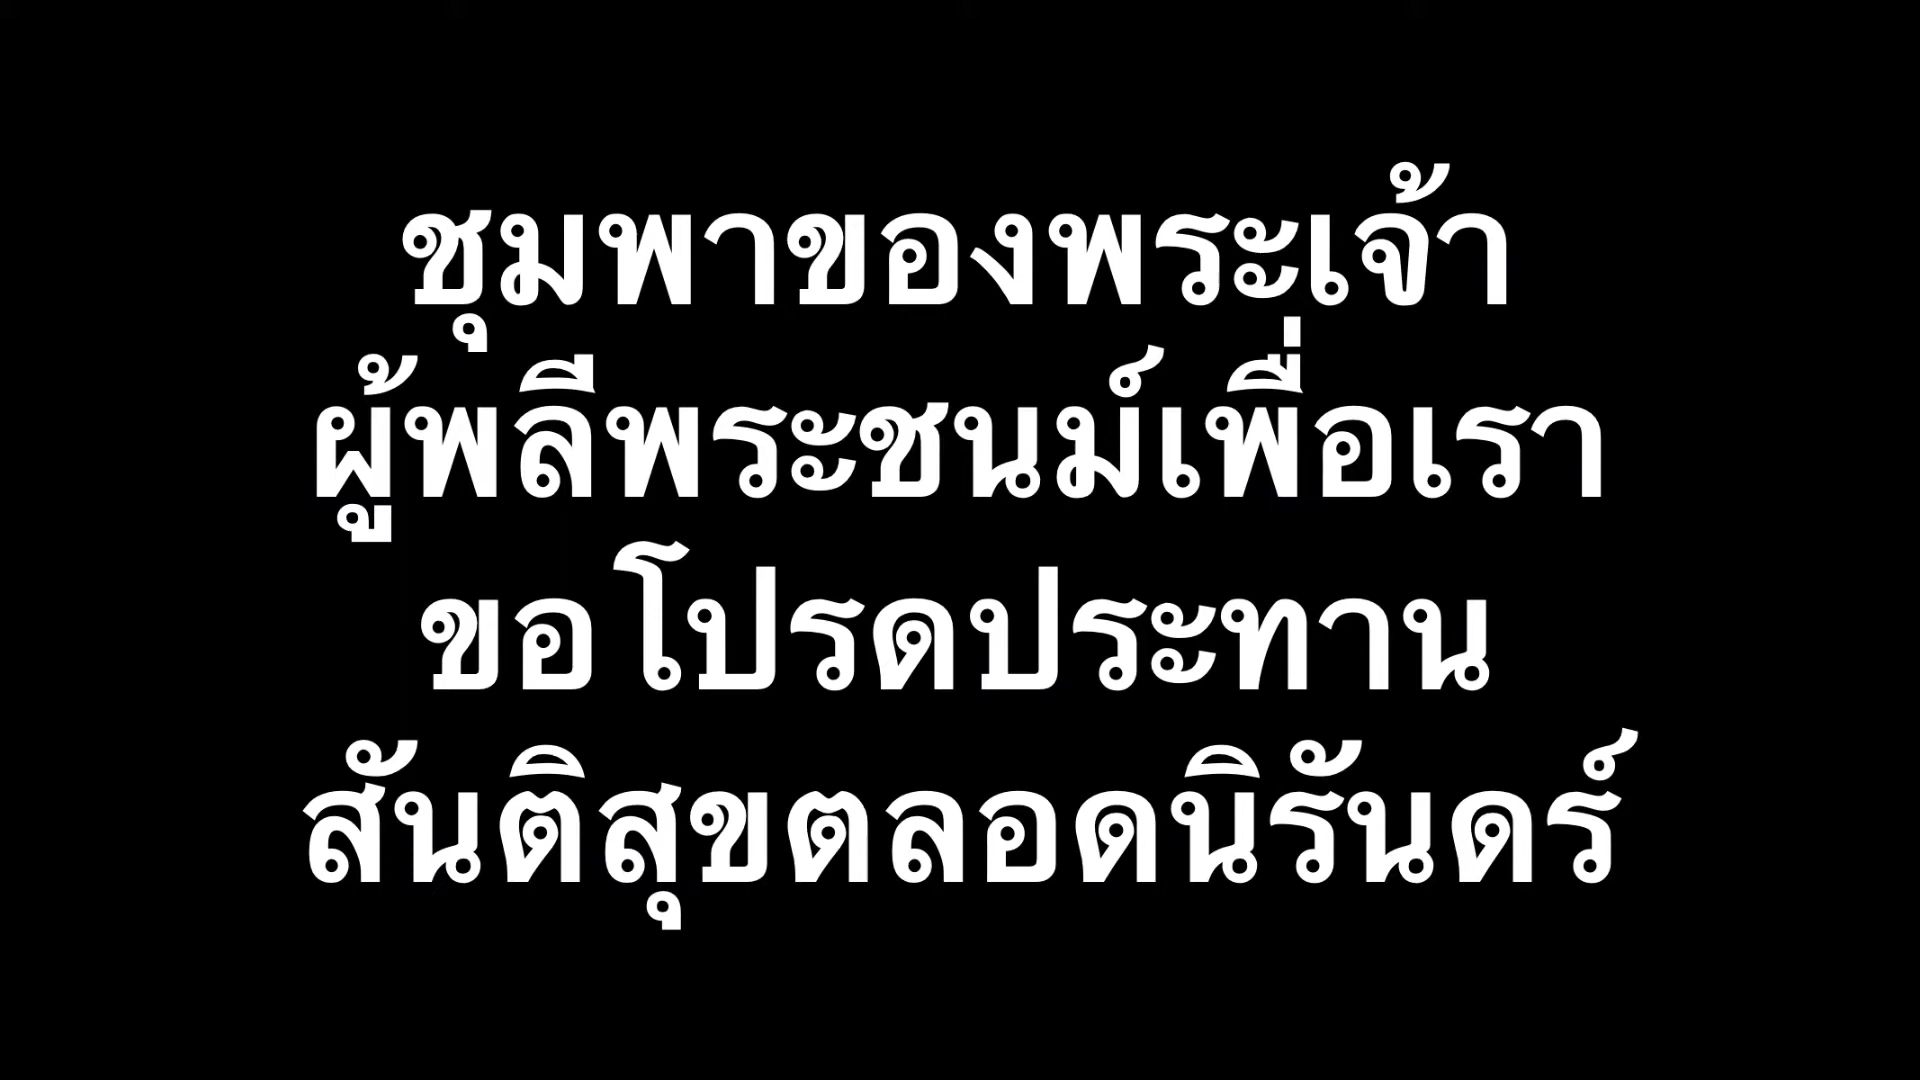 ชุมพาของพระเจ้า
ผู้พลีพระชนม์เพื่อเรา
ขอโปรดประทาน
สันติสุขตลอดนิรันดร์